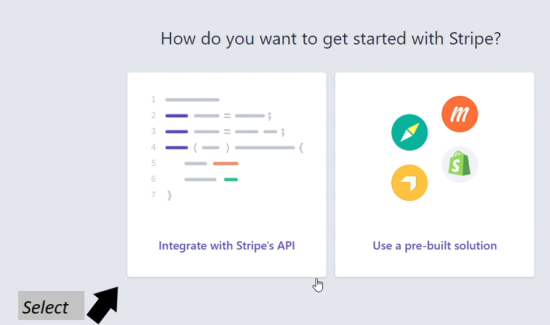 How do you want to get started with Stripe?
1
2 = ;
3 = ;
4 ( ) {
5
6
7 }
Integrate with Stripe's API
Use a pre-built solution
Select